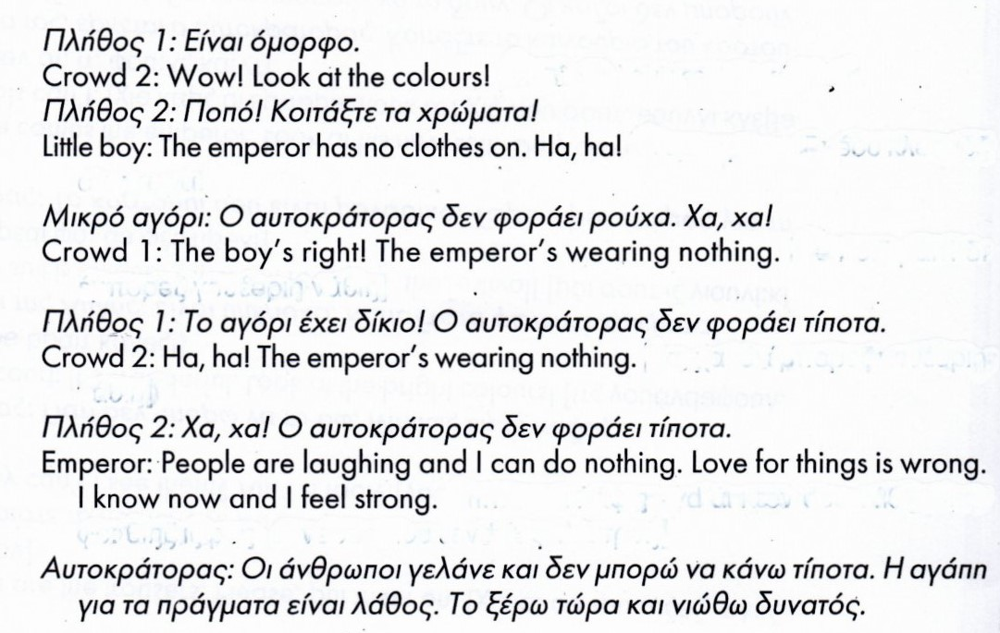 Πλήθος 1: Είναι όμορφο.
Crowd 2: Wow! Look at the colours!
Πλήθος 2: Ποπό! Κοιτάξτε τα χρώματα!
Little boy: The emperor has no clothes on. Ha, ha!
Μικρό αγόρι: Ο αυτοκράτορας δεν φοράει ρούχα. Χα, χα!
Crowd 1: The boy's right! The emperor's wearing nothing.
Πλήθος 1: Το αγόρι έχει δίκιο! Ο αυτοκράτορας δεν φοράει τίποτα.
Crowd 2: Ha, ha! The emperor's wearing nothing.
Πλήθος 2: Χα, χα! Ο αυτοκράτορας δεν φοράει τίποτα.
Emperor: People are laughing and I can do nothing. Love for things is wrong.
I know now and I feel strong.
Αυτοκράτορας: Οι άνθρωποι γελάνε και δεν μπορώ να κάνω τίποτα. Η αγάπη
για τα πράγματα είναι λάθος. Το ξέρω τώρα και νιώθω δυνατός.